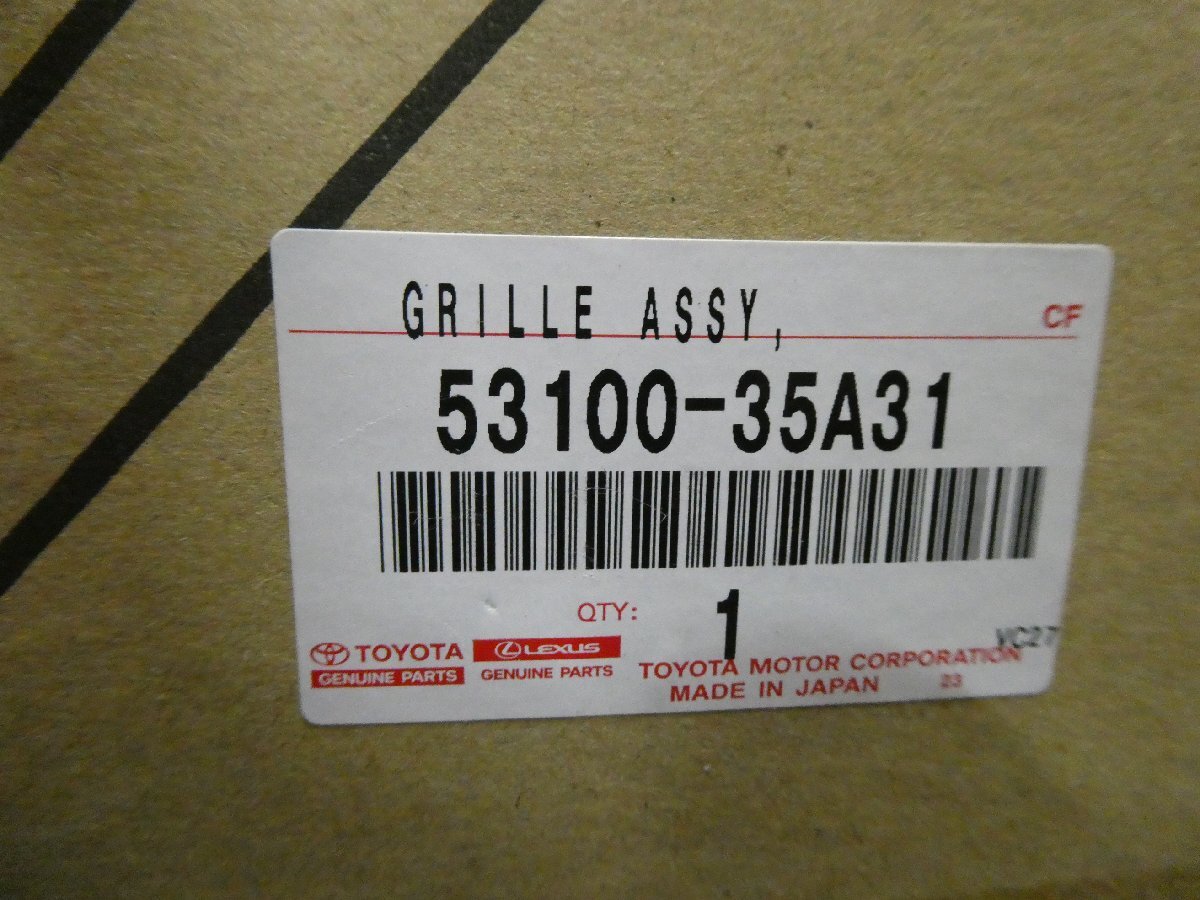 GRILLE ASSY,
CF
53100-35A31
QTY: 1
VC27
TOYOTA
GENUINE PARTS
LEXUS
GENUINE PARTS
TOYOTA MOTOR CORPORATION
MADE IN JAPAN 23